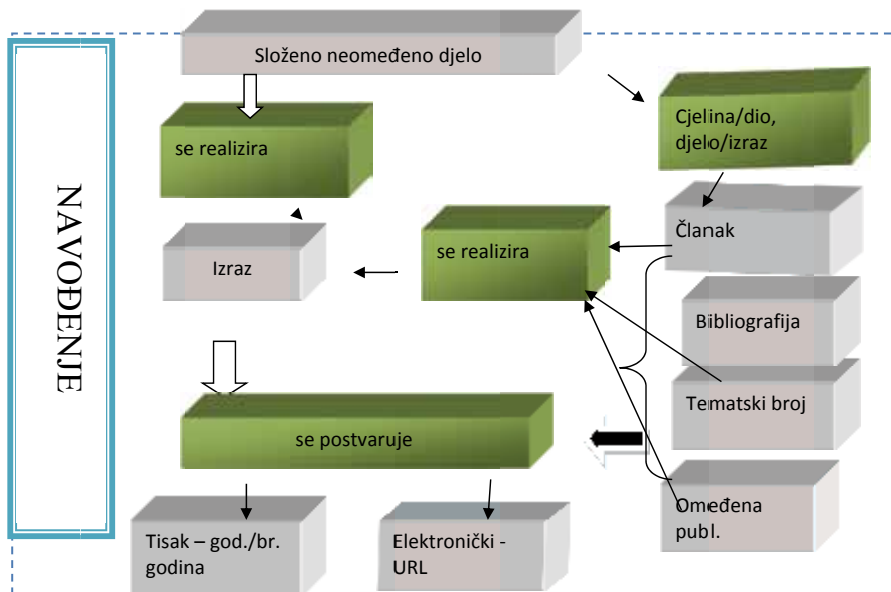 NAVOĐENJE
Složeno neomeđeno djelo
se realizira
Cjelina/dio,
djelo/izraz
Izraz
se realizira
Članak
Bibliografija
Tematski broj
se postvaruje
Omeđena
publ.
Tisak – god./br.
godina
Elektronički -
URL